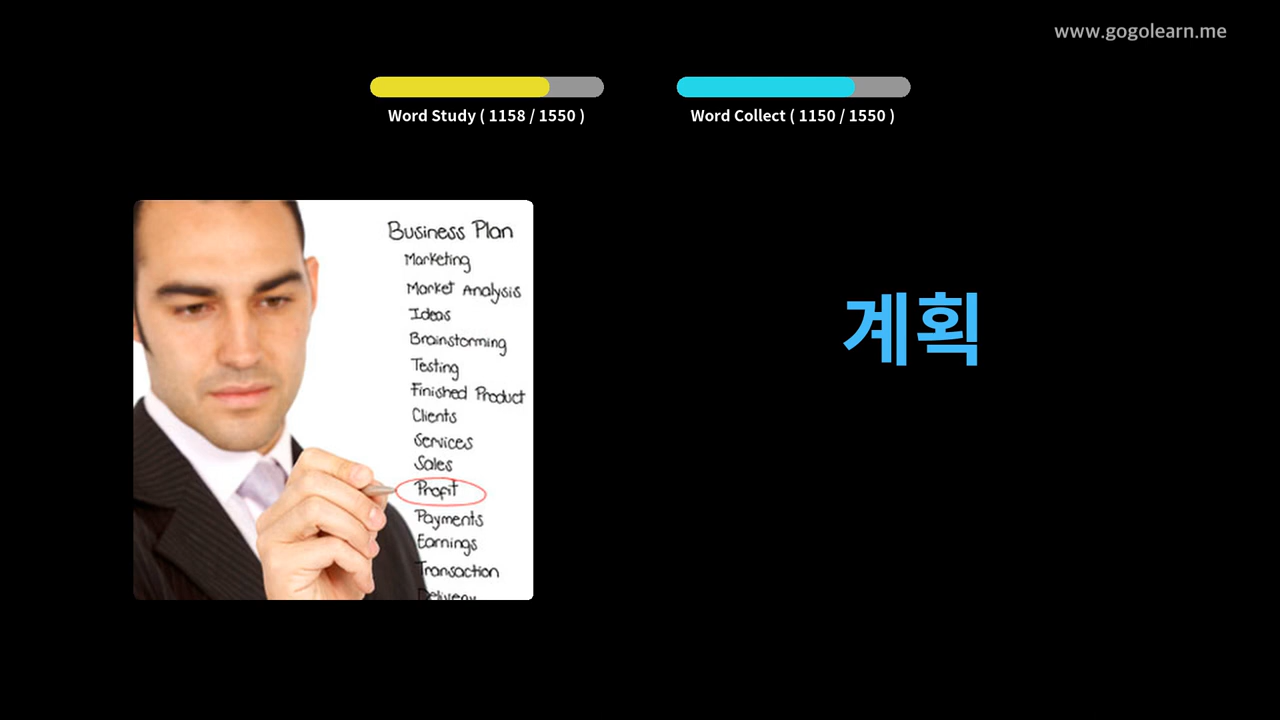 www.gogolearn.me
Word Study ( 1158 / 1550 )
Word Collect ( 1150 / 1550 )
Business Plan
Marketing
Market Analysis
Ideas
Brainstorming
Testing
Finished Product
Clients
Services
Sales
Profit
Payments
Earnings
Transaction
Delivery
계획